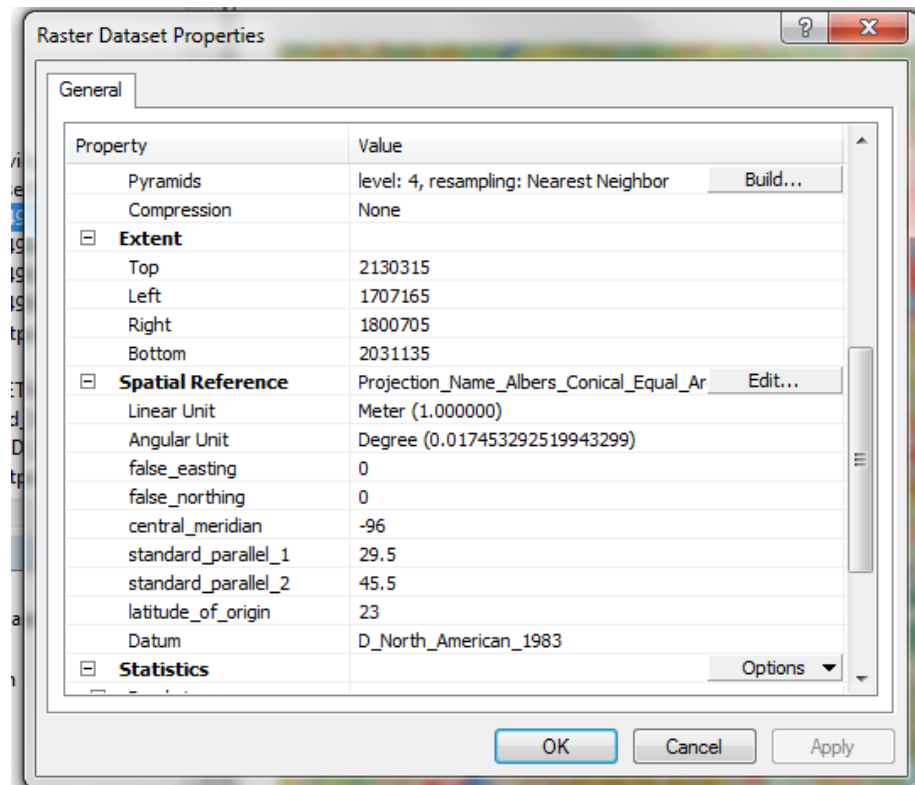 Raster Dataset Properties
General
Property Value
Pyramids level: 4, resampling: Nearest Neighbor Build...
Compression None
Extent
Top 2130315
Left 1707165
Right 1800705
Bottom 2031135
Spatial Reference Projection_Name_Albers_Conical_Equal_Ar Edit...
Linear Unit Meter (1.000000)
Angular Unit Degree (0.017453292519943299)
false_easting 0
false_northing 0
central_meridian -96
standard_parallel_1 29.5
standard_parallel_2 45.5
latitude_of_origin 23
Datum D_North_American_1983
Statistics Options
OK Cancel Apply